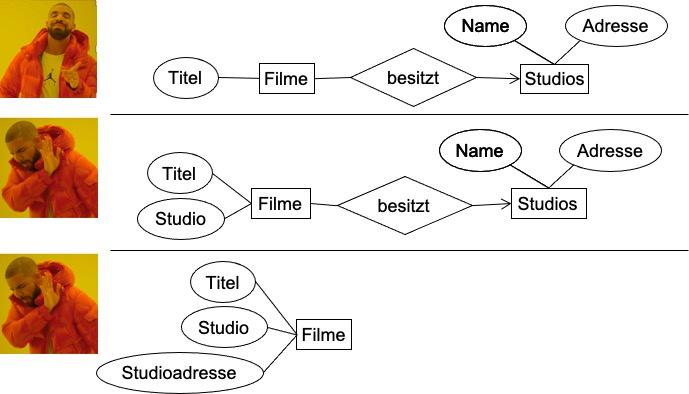 Name
Adresse
Titel
Filme
besitzt
Studios
Name
Adresse
Titel
Studio
Filme
besitzt
Studios
Titel
Studio
Filme
Studioadresse